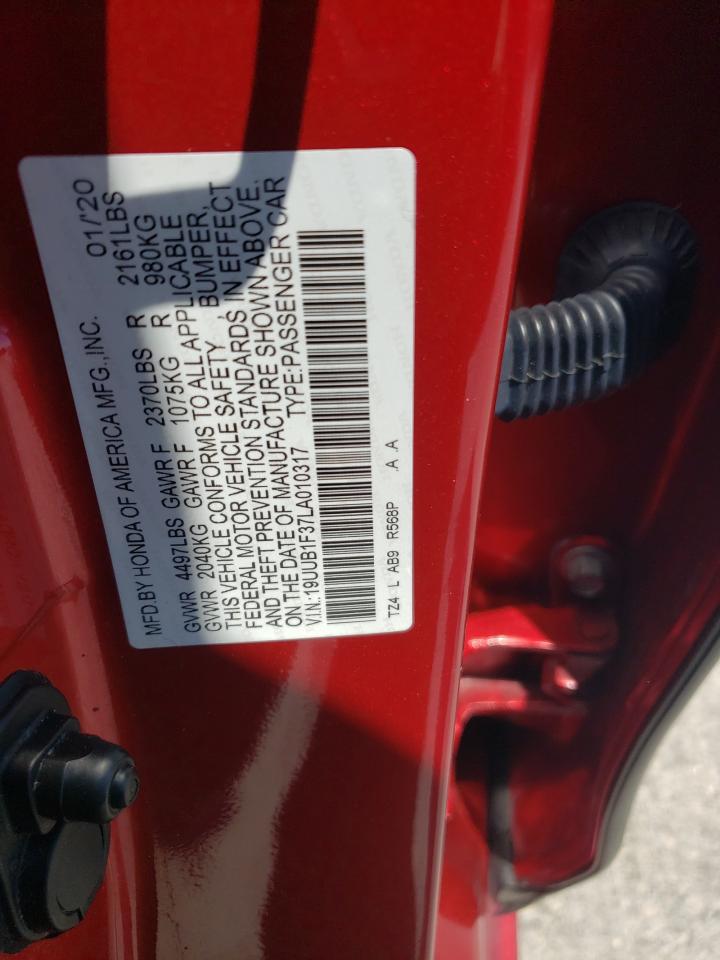 MFD. BY HONDA OF AMERICA MFG., INC. 01/'20
GVWR 4497LBS GAWR F 2370LBS R 2161LBS
GVWR 2040KG GAWR F 1075KG R 980KG
THIS VEHICLE CONFORMS TO ALL APPLICABLE
FEDERAL MOTOR VEHICLE SAFETY, BUMPER,
AND THEFT PREVENTION STANDARDS IN EFFECT
ON THE DATE OF MANUFACTURE SHOWN ABOVE.
V.I.N.:19UUB1F37LA010317 TYPE:PASSENGER CAR
TZ4 L AB9 R568P .A .A